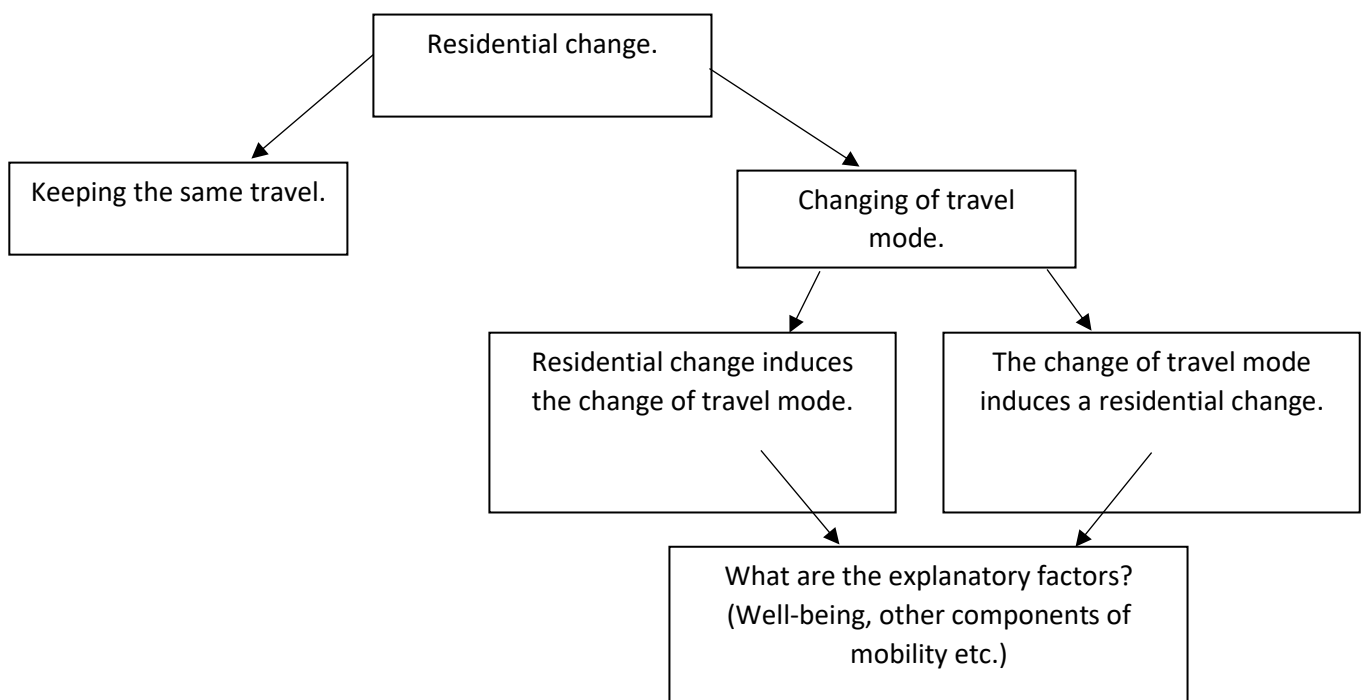 Residential change.
Keeping the same travel.
Changing of travel
mode.
Residential change induces
the change of travel mode.
The change of travel mode
induces a residential change.
What are the explanatory factors?
(Well-being, other components of
mobility etc.)